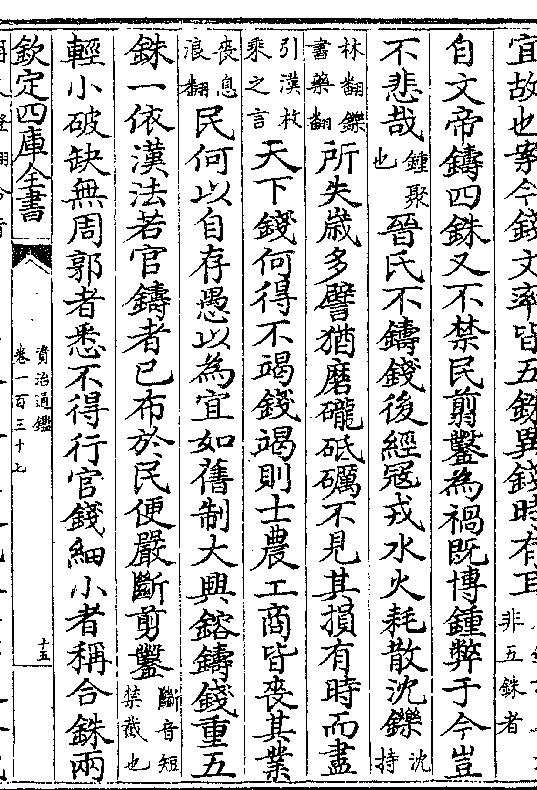 宜故也案今錢文率皆五銖異錢時有耳
非五銖者
自文帝鑄四銖又不禁民剪鑿為禍既博鍾弊于今豈
不悲哉鍾聚也晉氏不鑄錢後經寇戎水火耗散沈鑠沈持
林翻鑠書藥翻所失歲多譬猶磨礲砥礪不見其損有時而盡
引漢枚乘之言天下錢何得不竭錢竭則士農工商皆喪其業
喪息浪翻民何以自存愚以為宜如舊制大興鎔鑄錢重五
銖一依漢法若官鑄者已布於民便嚴斷剪鑿斷音短禁截也
輕小破缺無周郭者悉不得行官錢細小者稱合銖兩
欽定四庫全書
資治通鑑
卷一百三十七
十五